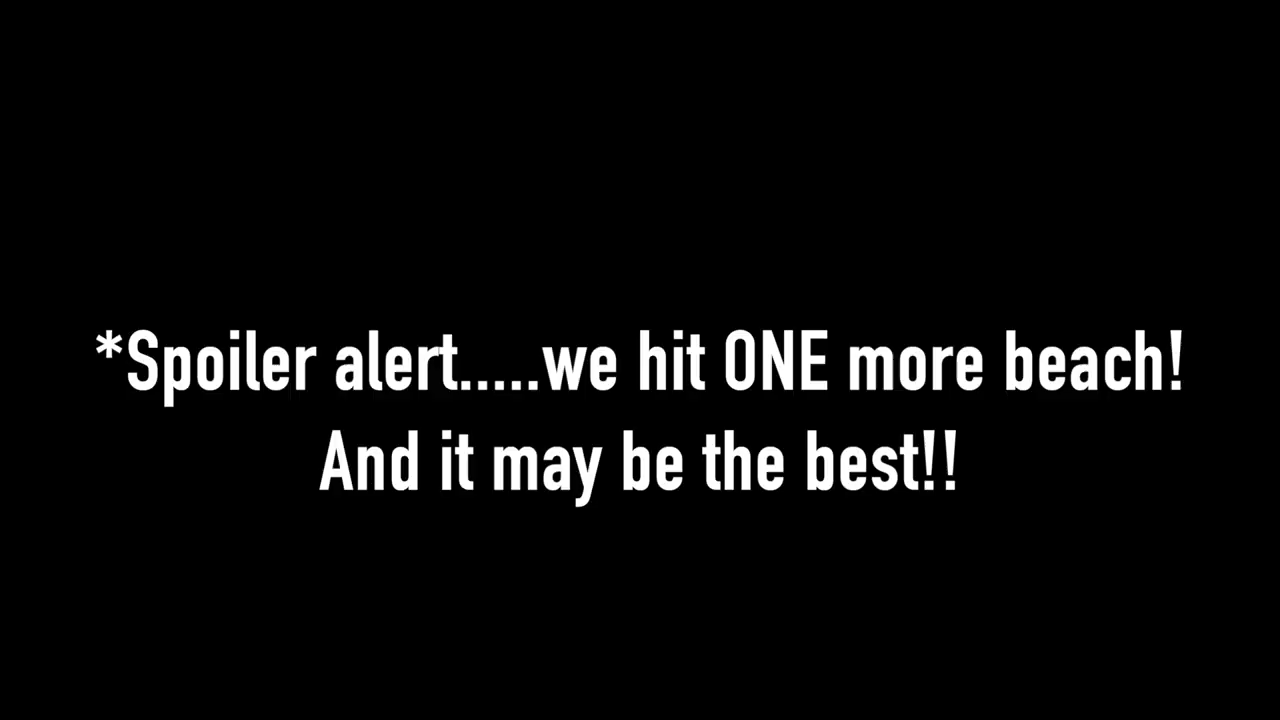 *Spoiler alert.....we hit ONE more beach!
And it may be the best!!